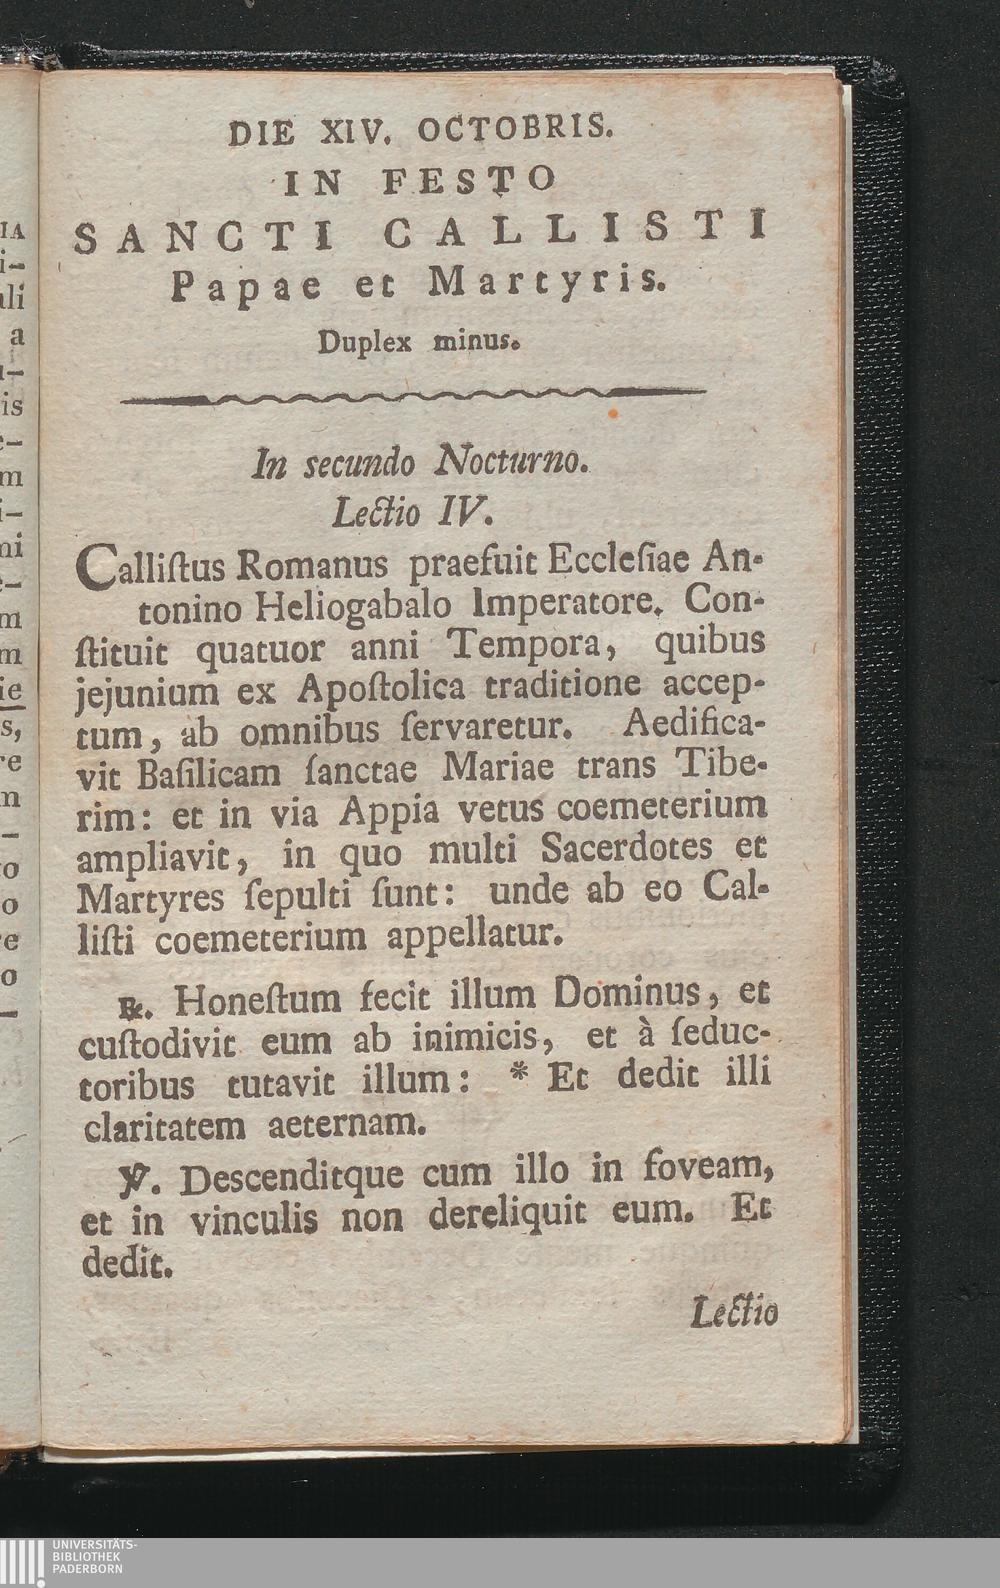 DIE XIV. OCTOBRIS.
IN FESTO
SANCTI CALLISTI
Papae et Martyris.
Duplex minus.
In secundo Nocturno.
Lectio IV.
Calliſtus Romanus praefuit Eccleſiae An-
tonino Heliogabalo Imperatore. Con-
ſtituit quatuor anni Tempora, quibus
jejunium ex Apoſtolica traditione accep-
tum, ab omnibus ſervaretur. Aedifica-
vit Baſilicam ſanctae Mariae trans Tibe-
rim: et in via Appia vetus coemeterium
ampliavit, in quo multi Sacerdotes et
Martyres ſepulti ſunt: unde ab eo Cal-
liſti coemeterium appellatur.
℟. Honeſtum fecit illum Dominus, et
cuſtodivit eum ab inimicis, et à ſeduc-
toribus tutavit illum: * Et dedit illi
claritatem aeternam.
℣. Descenditque cum illo in foveam,
et in vinculis non dereliquit eum. Et
dedit.
Lectio
UNIVERSITÄTS-
BIBLIOTHEK
PADERBORN